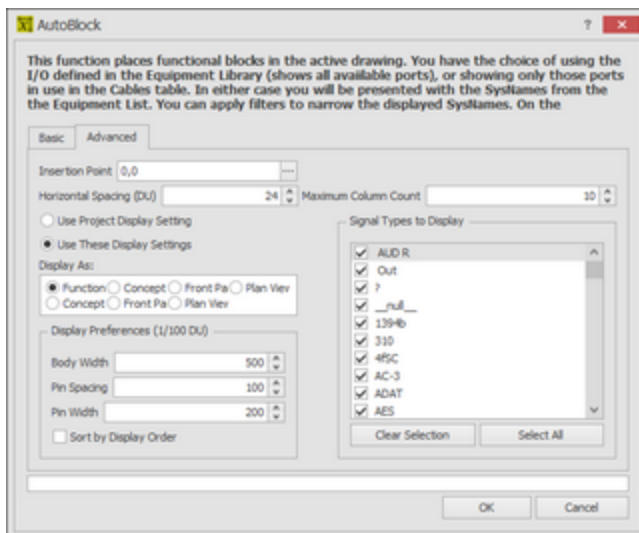 AutoBlock
?
This function places functional blocks in the active drawing. You have the choice of using the
I/O defined in the Equipment Library (shows all available ports), or showing only those ports
in use in the Cables table. In either case you will be presented with the SysNames from the
the Equipment List. You can apply filters to narrow the displayed SysNames. On the
Basic Advanced
Insertion Point 0,0 ...
Horizontal Spacing (DU) 24 Maximum Column Count 10
Use Project Display Setting
Use These Display Settings
Display As:
Function Concept Front Pa Plan Viev
Concept Front Pa Plan Viev
Display Preferences (1/100 DU)
Body Width 500
Pin Spacing 100
Pin Width 200
Sort by Display Order
Signal Types to Display
AUD R
Out
?
__null__
1394b
310
4fSC
AC-3
ADAT
AES
Clear Selection Select All
OK Cancel